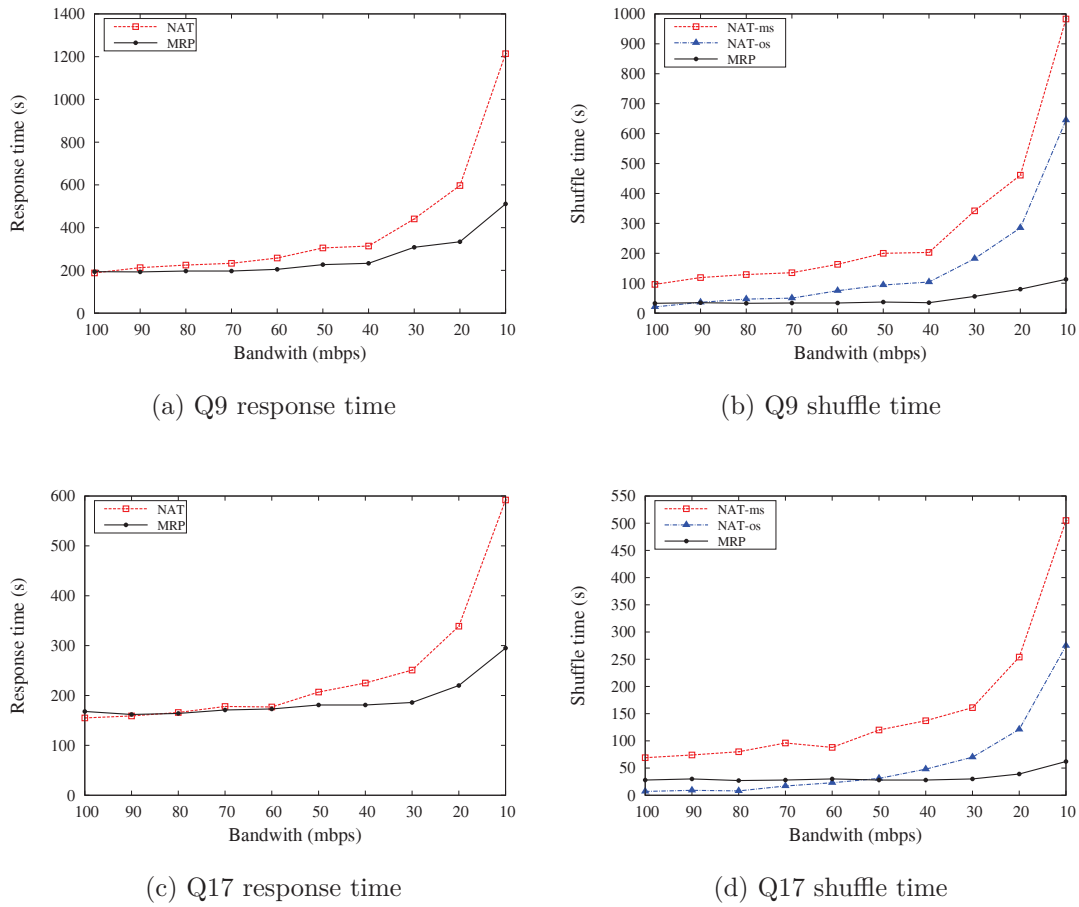 NAT
MRP
1400
1200
1000
800
600
400
200
0
Response time (s)
100 90 80 70 60 50 40 30 20 10
Bandwith (mbps)
(a) Q9 response time
NAT-ms
NAT-os
MRP
1000
900
800
700
600
500
400
300
200
100
0
Shuffle time (s)
100 90 80 70 60 50 40 30 20 10
Bandwith (mbps)
(b) Q9 shuffle time
NAT
MRP
600
500
400
300
200
100
0
Response time (s)
100 90 80 70 60 50 40 30 20 10
Bandwith (mbps)
(c) Q17 response time
NAT-ms
NAT-os
MRP
550
500
450
400
350
300
250
200
150
100
50
0
Shuffle time (s)
100 90 80 70 60 50 40 30 20 10
Bandwith (mbps)
(d) Q17 shuffle time